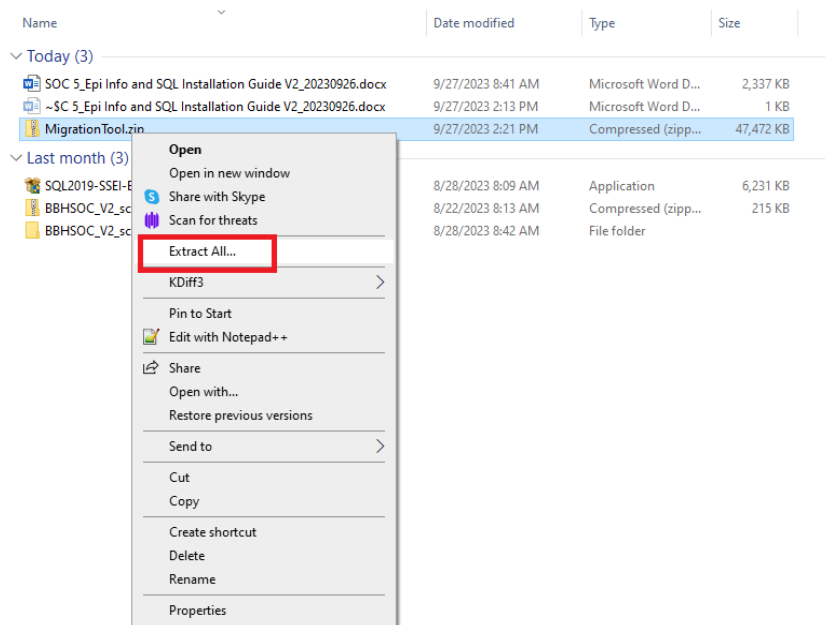 Name Date modified Type Size
Today (3)
SOC 5_Epi Info and SQL Installation Guide V2_20230926.docx 9/27/2023 8:41 AM Microsoft Word D... 2,337 KB
~$C 5_Epi Info and SQL Installation Guide V2_20230926.docx 9/27/2023 2:13 PM Microsoft Word D... 1 KB
MigrationTool.zip 9/27/2023 2:21 PM Compressed (zipp... 47,472 KB
Last month (3)
SQL2019-SSEI-E 8/28/2023 8:09 AM Application 6,231 KB
BBHSOC_V2_sc 8/22/2023 8:13 AM Compressed (zipp... 215 KB
BBHSOC_V2_sc 8/28/2023 8:42 AM File folder
Open
Open in new window
Share with Skype
Scan for threats
Extract All...
KDiff3
Pin to Start
Edit with Notepad++
Share
Open with...
Restore previous versions
Send to
Cut
Copy
Create shortcut
Delete
Rename
Properties